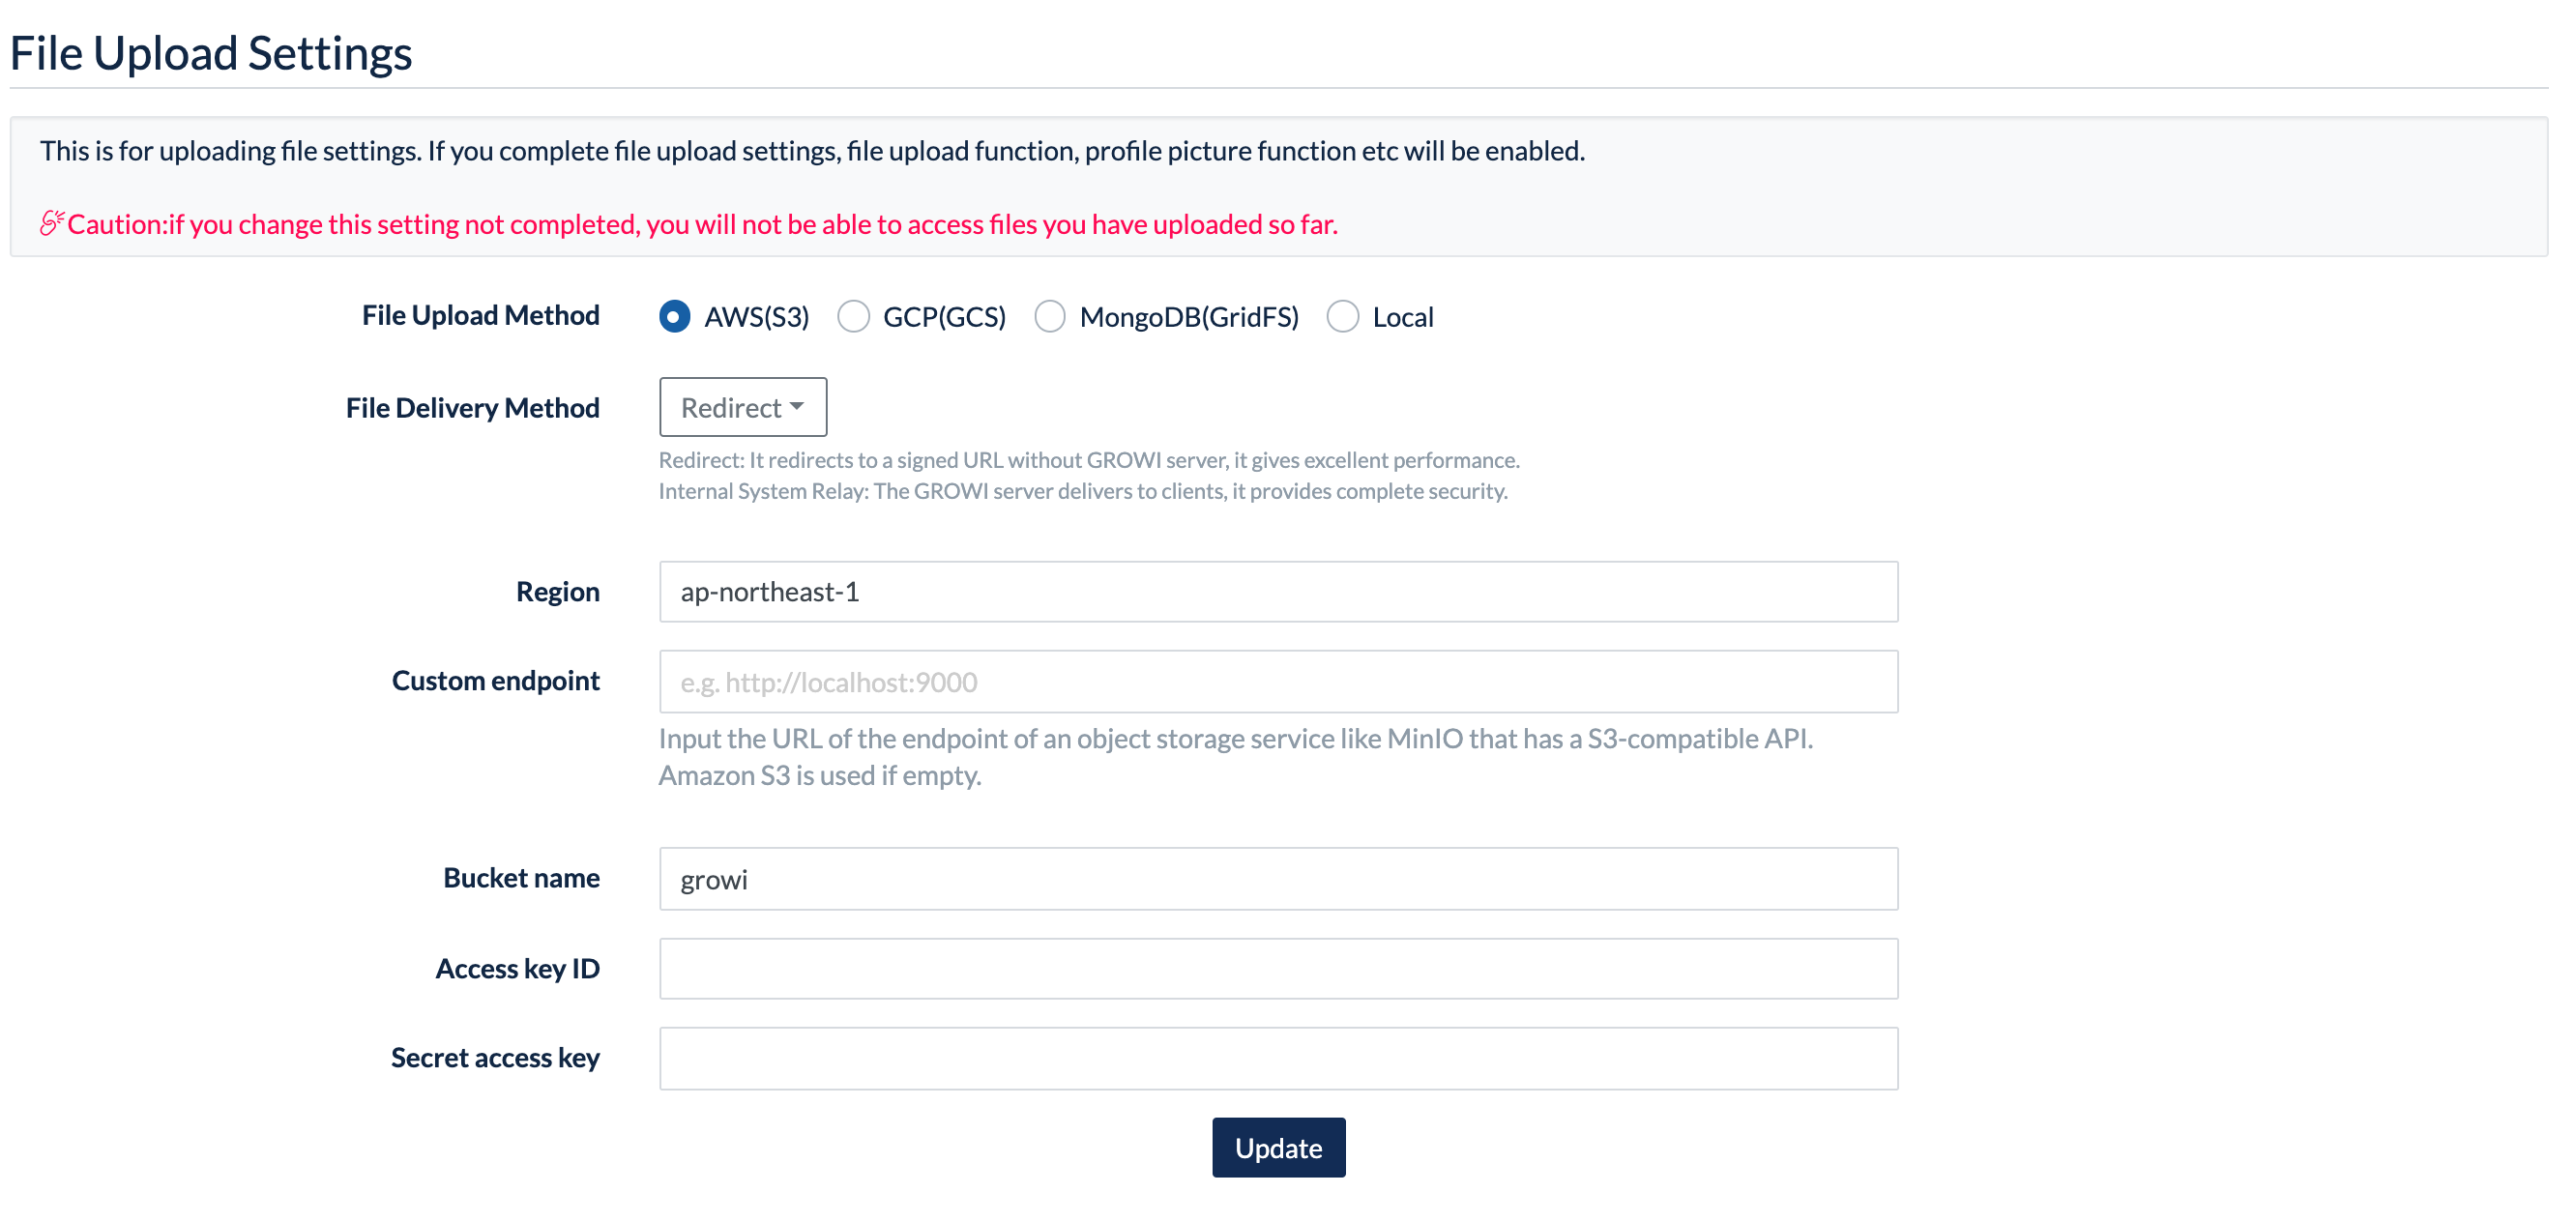 File Upload Settings
This is for uploading file settings. If you complete file upload settings, file upload function, profile picture function etc will be enabled.
Caution:if you change this setting not completed, you will not be able to access files you have uploaded so far.
File Upload Method AWS(S3) GCP(GCS) MongoDB(GridFS) Local
File Delivery Method Redirect
Redirect: It redirects to a signed URL without GROWI server, it gives excellent performance.
Internal System Relay: The GROWI server delivers to clients, it provides complete security.
Region ap-northeast-1
Custom endpoint e.g. http://localhost:9000
Input the URL of the endpoint of an object storage service like MinIO that has a S3-compatible API.
Amazon S3 is used if empty.
Bucket name growi
Access key ID
Secret access key
Update